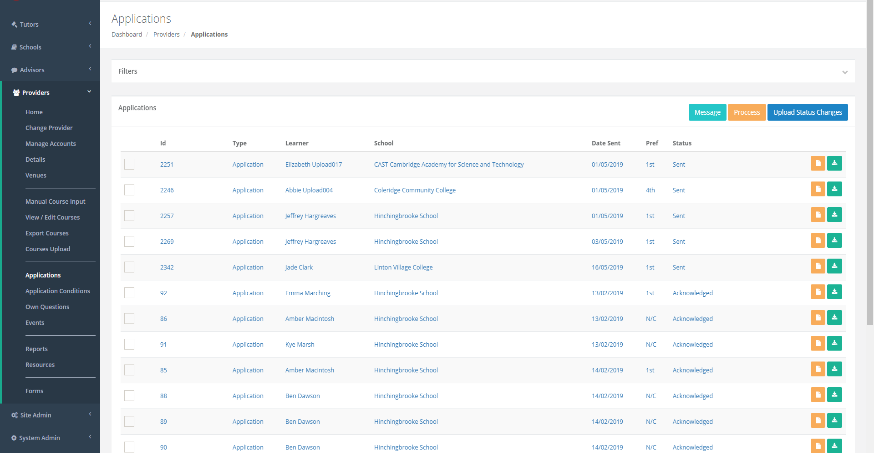 Tutors
Schools
Advisors
Providers
Home
Change Provider
Manage Accounts
Details
Venues
Manual Course Input
View / Edit Courses
Export Courses
Courses Upload
Applications
Application Conditions
Own Questions
Events
Reports
Resources
Forms
Site Admin
System Admin
Applications
Dashboard / Providers / Applications
Filters
Applications
Message Proccess Upload Status Changes
Id Type Learner School Date Sent Pref Status
2251 Application Elizabeth Upload017 CAST Cambridge Academy for Science and Technology 01/05/2019 1st Sent
2246 Application Abbie Upload004 Coleridge Community College 01/05/2019 4th Sent
2257 Application Jeffrey Hargreaves Hinchingbrooke School 01/05/2019 1st Sent
2269 Application Jeffrey Hargreaves Hinchingbrooke School 03/05/2019 1st Sent
2342 Application Jade Clark Linton Village College 16/05/2019 1st Sent
92 Application Emma Marching Hinchingbrooke School 13/02/2019 1st Acknowledged
86 Application Amber Macintosh Hinchingbrooke School 13/02/2019 N/C Acknowledged
91 Application Kye Marsh Hinchingbrooke School 13/02/2019 N/C Acknowledged
85 Application Amber Macintosh Hinchingbrooke School 14/02/2019 1st Acknowledged
88 Application Ben Dawson Hinchingbrooke School 14/02/2019 N/C Acknowledged
89 Application Ben Dawson Hinchingbrooke School 14/02/2019 N/C Acknowledged
90 Application Ben Dawson Hinchingbrooke School 14/02/2019 N/C Acknowledged